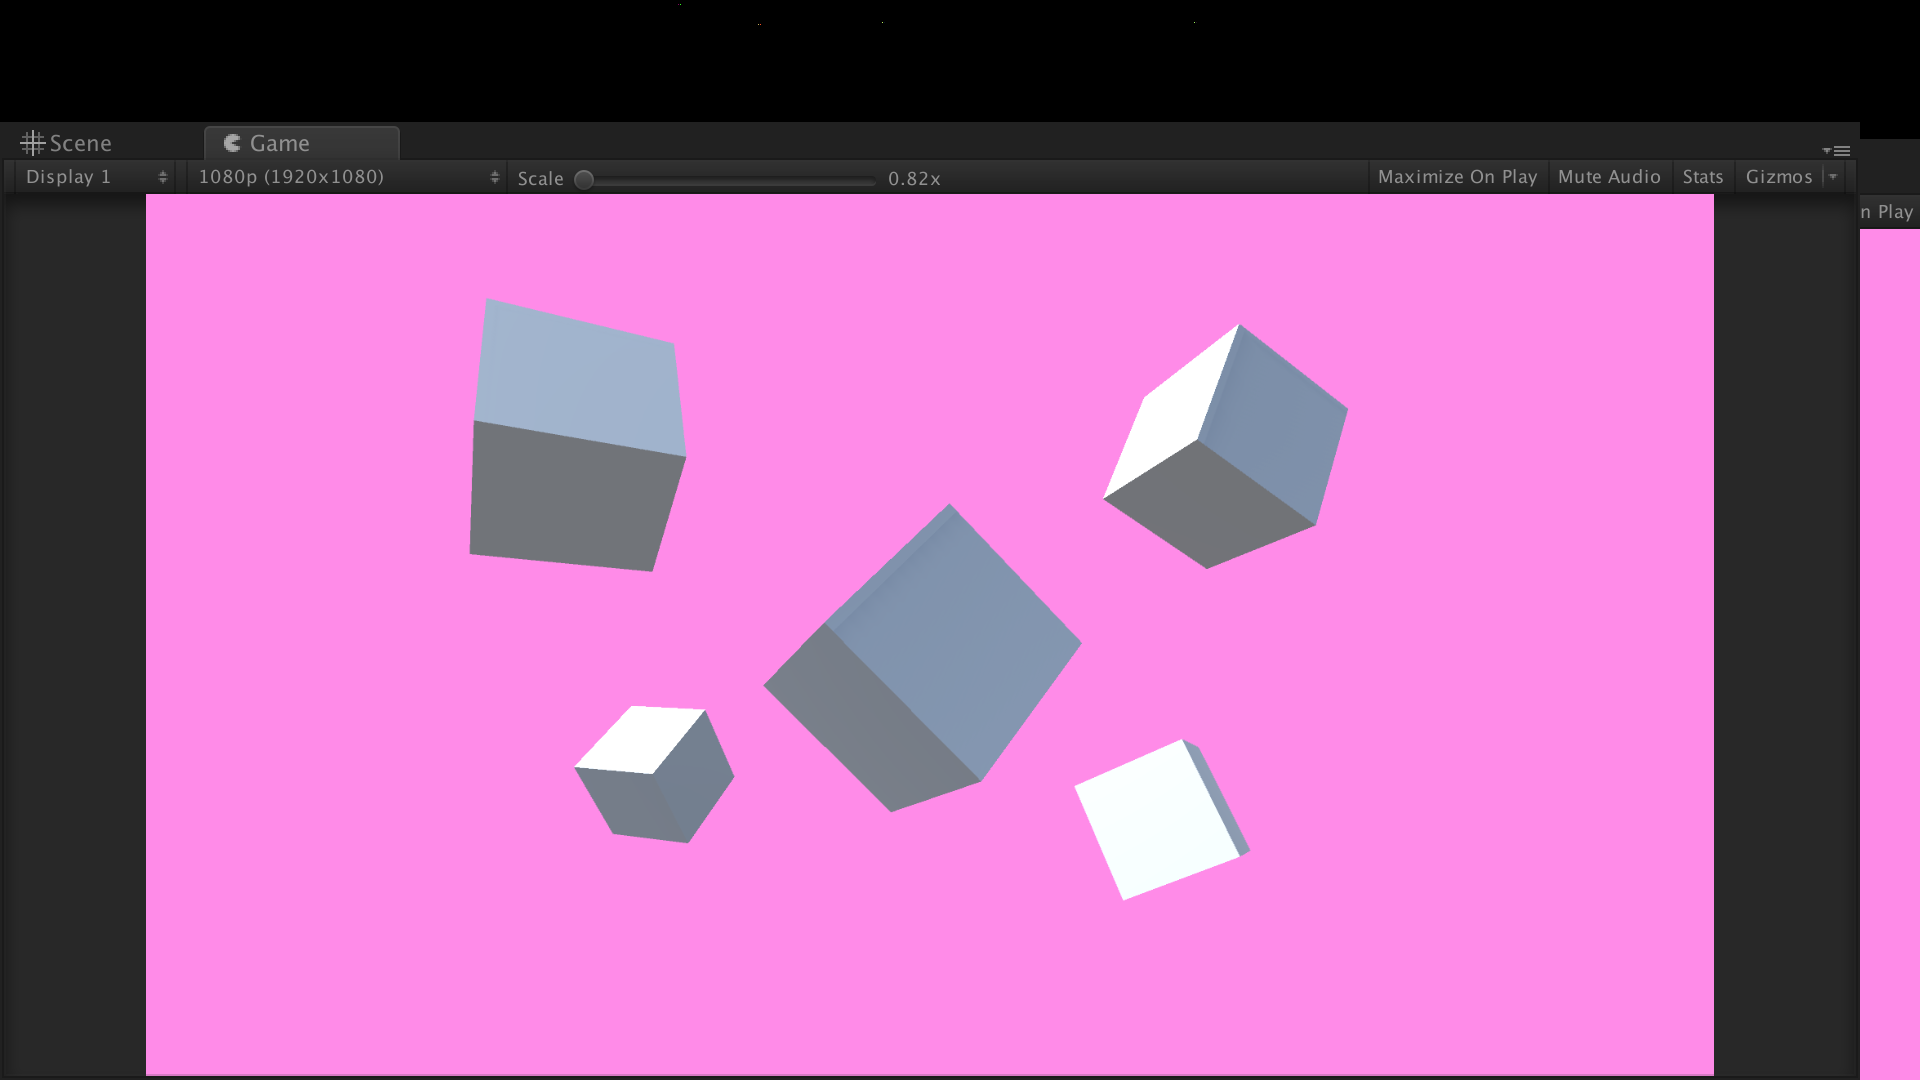 Scene Game
Display 1 1080p (1920x1080) Scale 0.82x Maximize On Play Mute Audio Stats Gizmos
n Play